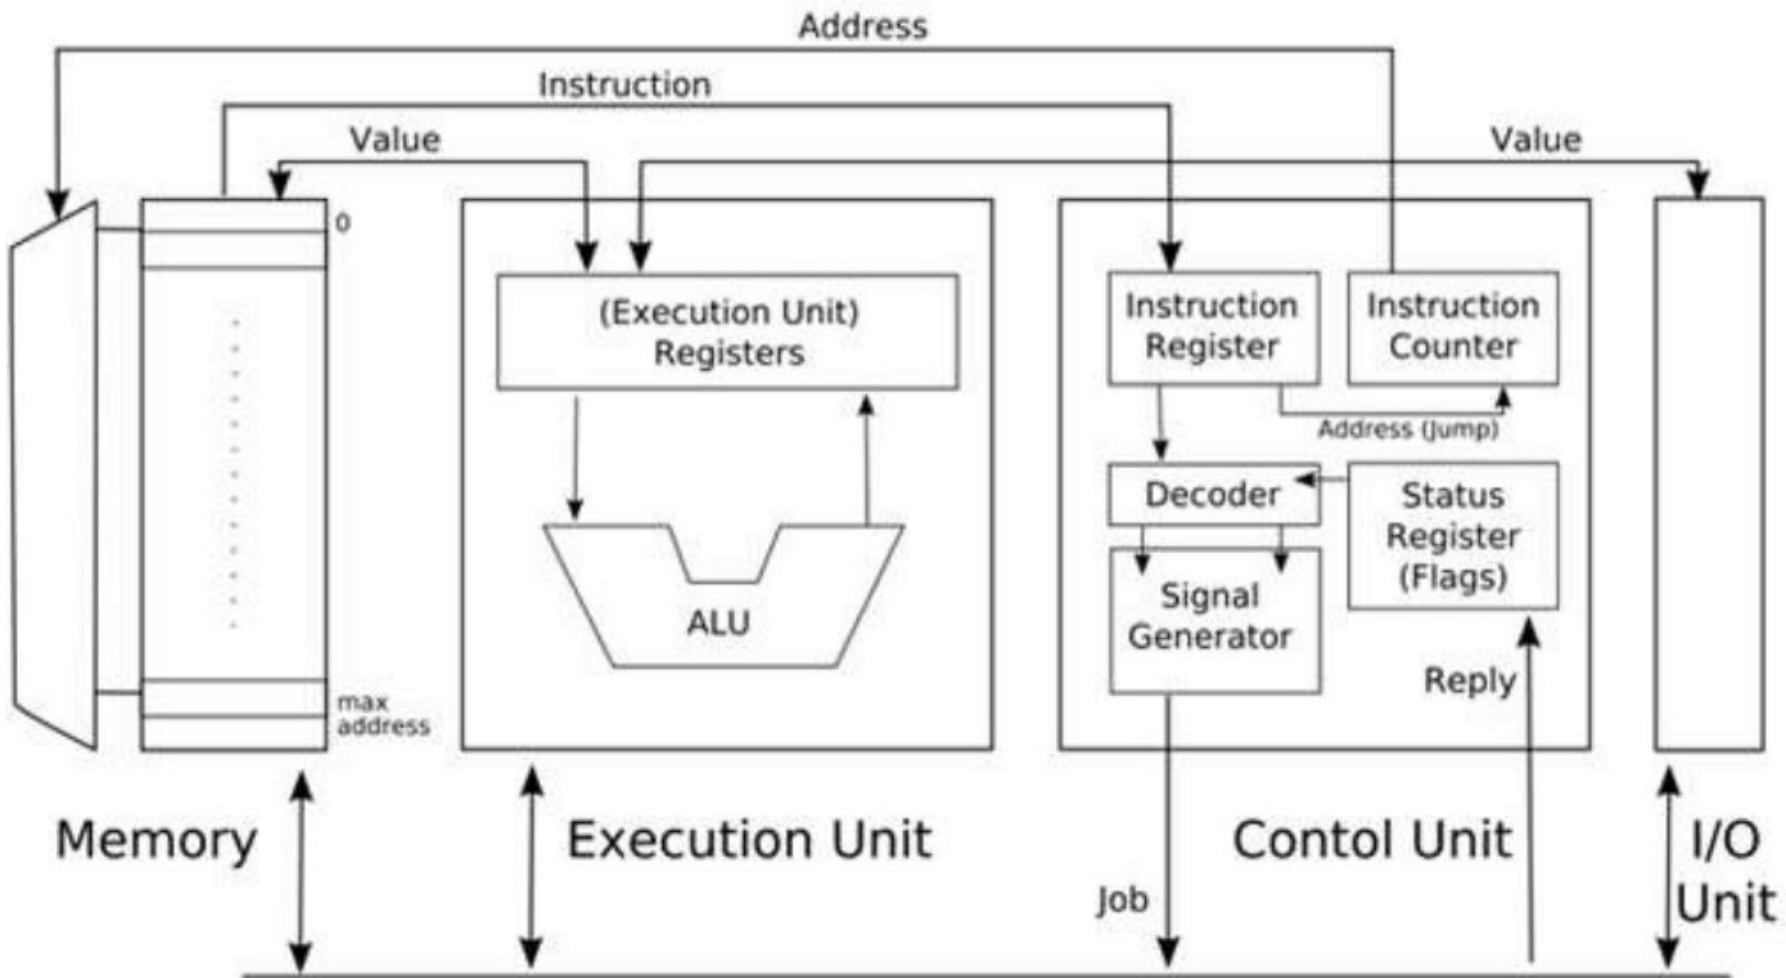 Address
Instruction
Value
Value
0
(Execution Unit)
Registers
Instruction
Register
Instruction
Counter
Address (Jump)
Decoder
Status
Register
(Flags)
Signal
Generator
ALU
Reply
max
address
Memory
Execution Unit
Contol Unit
I/O
Unit
Job